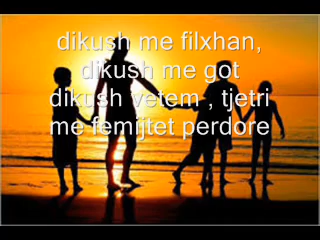 dikush me filxhan,
dikush me got
dikush vetem , tjetri
me femijtet perdore